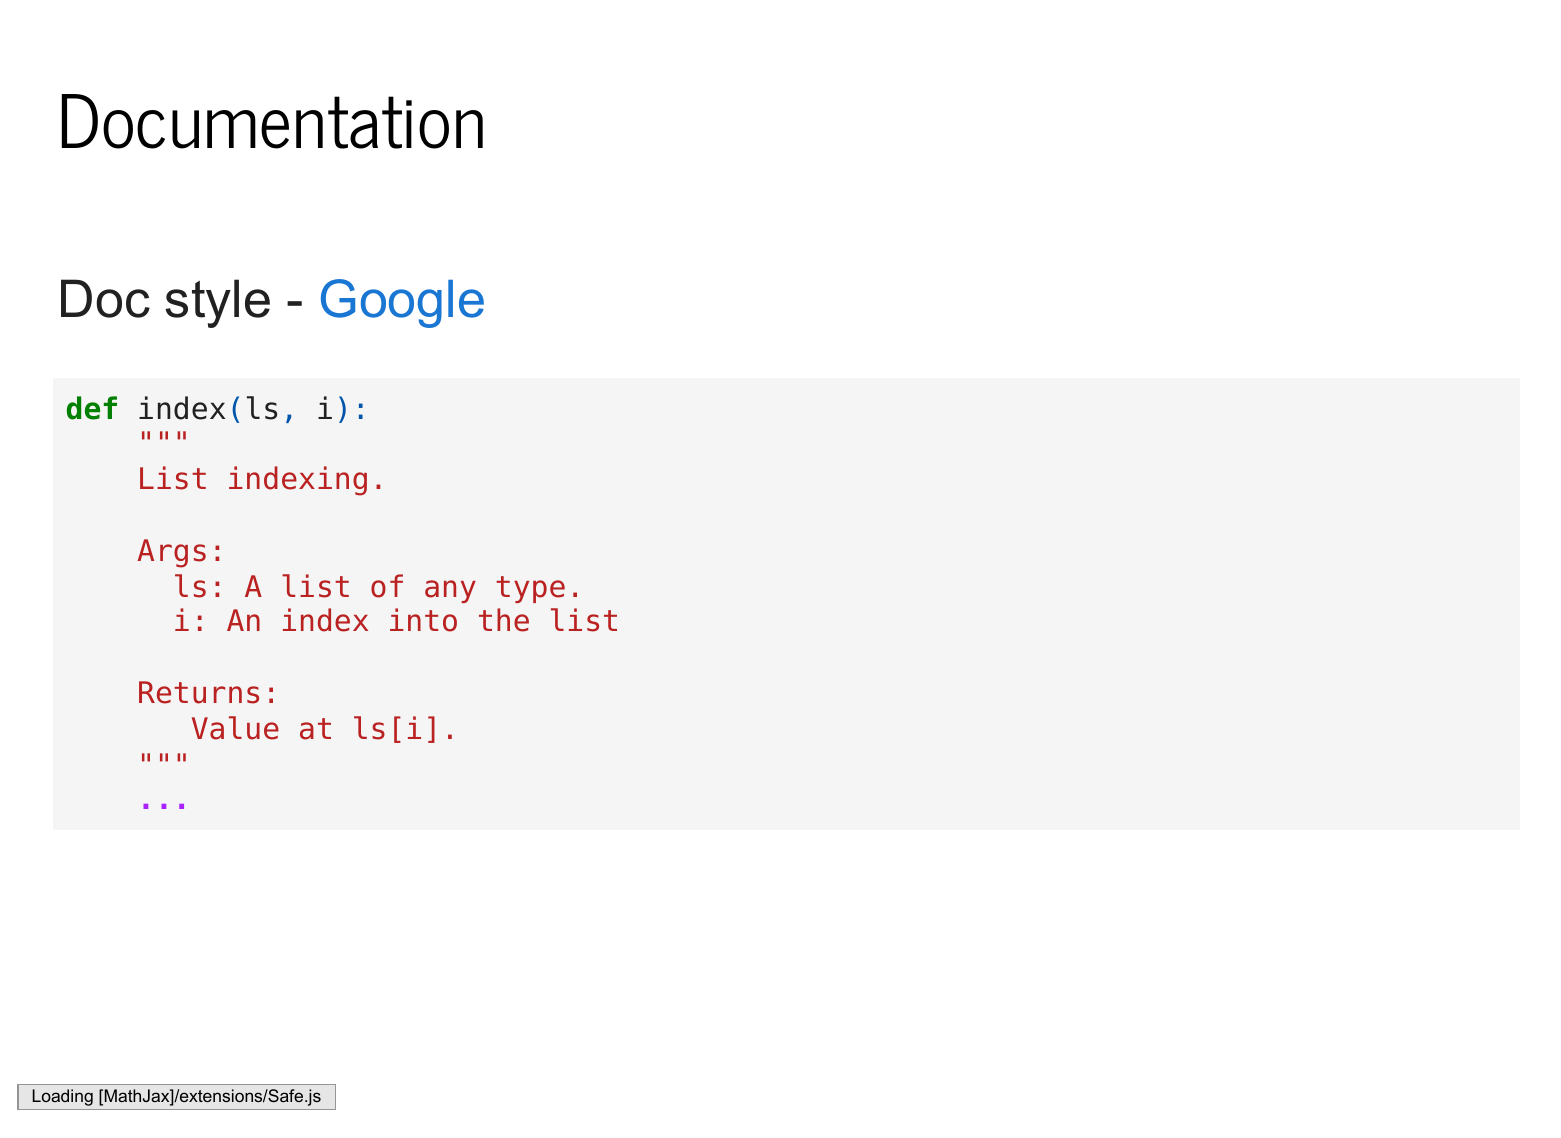 Documentation
Doc style - Google
def index(ls, i):
    """
    List indexing.

    Args:
      ls: A list of any type.
      i: An index into the list

    Returns:
       Value at ls[i].
    """
    ...
Loading [MathJax]/extensions/Safe.js